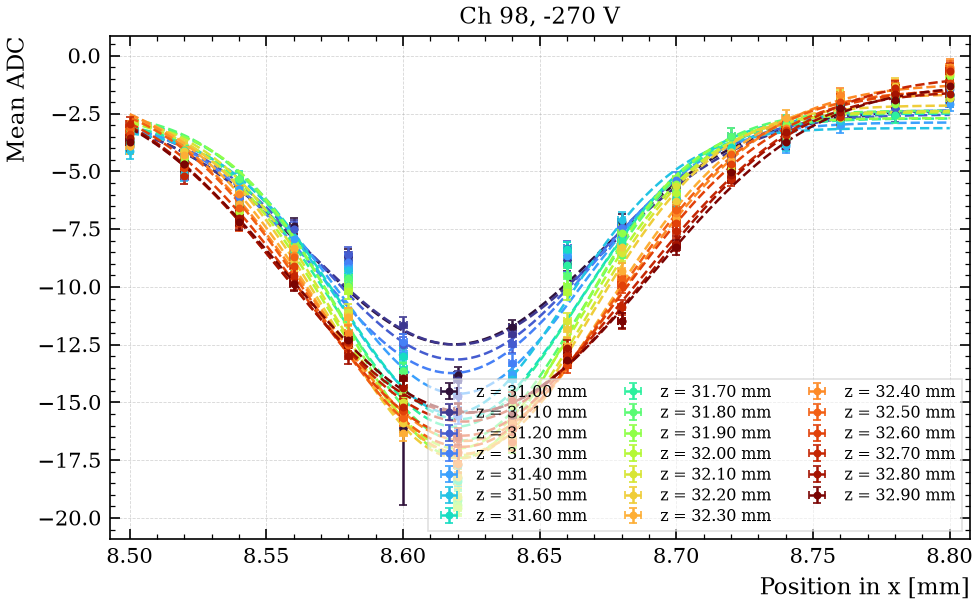 Ch 98, -270 V
Mean ADC
0.0
−2.5
−5.0
−7.5
−10.0
−12.5
−15.0
−17.5
−20.0
z = 31.00 mm
z = 31.10 mm
z = 31.20 mm
z = 31.30 mm
z = 31.40 mm
z = 31.50 mm
z = 31.60 mm
z = 31.70 mm
z = 31.80 mm
z = 31.90 mm
z = 32.00 mm
z = 32.10 mm
z = 32.20 mm
z = 32.30 mm
z = 32.40 mm
z = 32.50 mm
z = 32.60 mm
z = 32.70 mm
z = 32.80 mm
z = 32.90 mm
8.50 8.55 8.60 8.65 8.70 8.75 8.80
Position in x [mm]